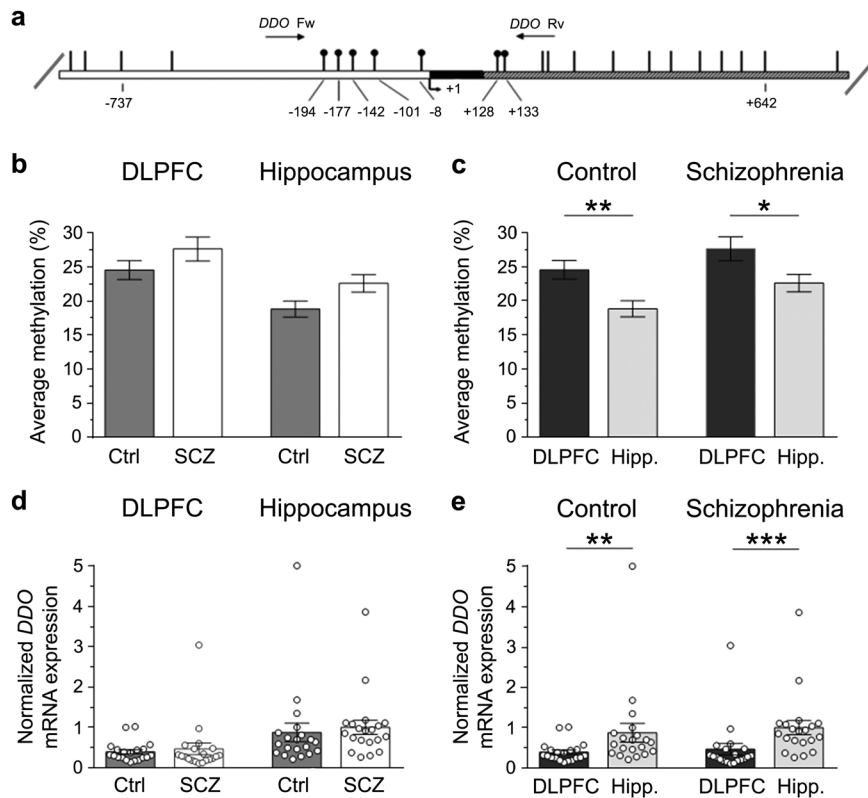 a
DDO Fw
DDO Rv
+1
-737
-194 -177 -142 -101 -8 +128 +133
+642
b
DLPFC Hippocampus
Average methylation (%)
30
25
20
15
10
5
0
Ctrl SCZ Ctrl SCZ
c
Control Schizophrenia
** *
Average methylation (%)
30
25
20
15
10
5
0
DLPFC Hipp. DLPFC Hipp.
d
DLPFC Hippocampus
Normalized DDO
mRNA expression
5
4
3
2
1
0
Ctrl SCZ Ctrl SCZ
e
Control Schizophrenia
** ***
Normalized DDO
mRNA expression
5
4
3
2
1
0
DLPFC Hipp. DLPFC Hipp.